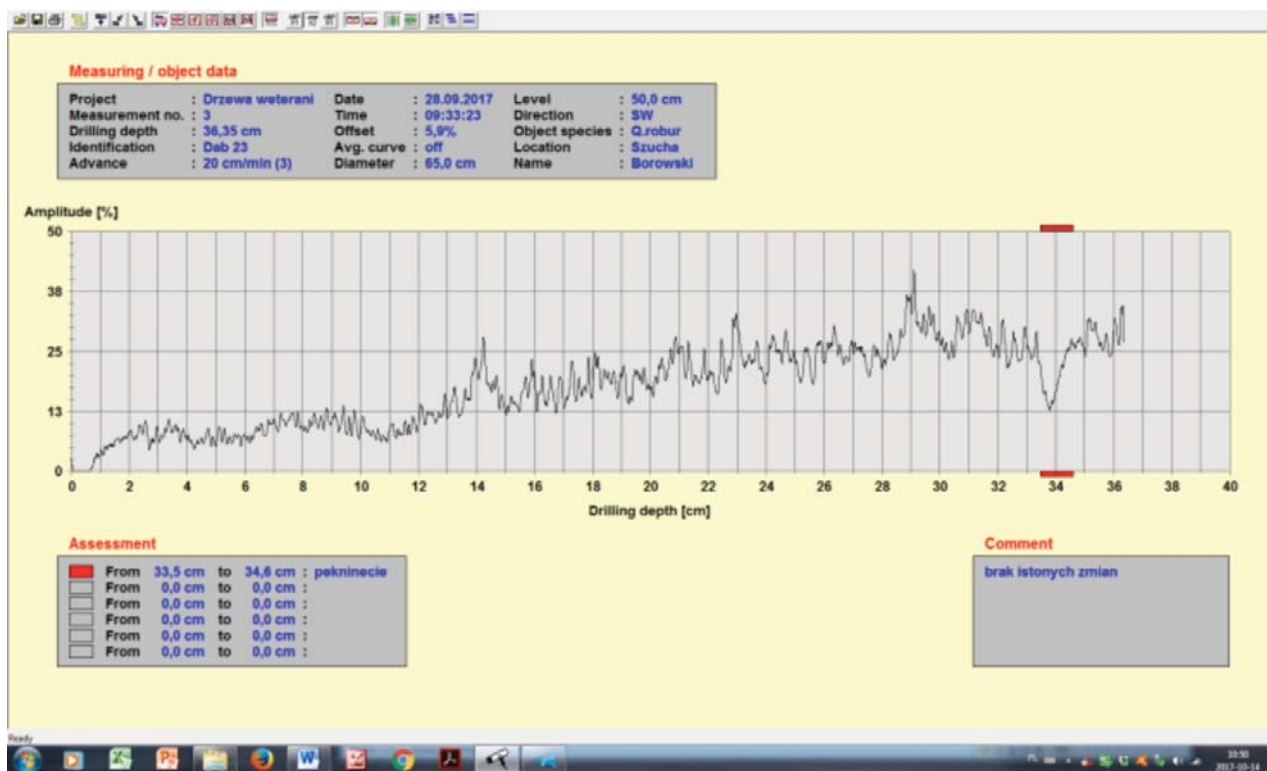 Measuring / object data
Project : Drzewa weterani Date : 28.09.2017 Level : 50,0 cm
Measurement no. : 3 Time : 09:33:23 Direction : SW
Drilling depth : 36,35 cm Offset : 5,9% Object species : Q.robur
Identification : Dab 23 Avg. curve : off Location : Szucha
Advance : 20 cm/min (3) Diameter : 65,0 cm Name : Borowski
Amplitude [%]
50
38
25
13
0
0 2 4 6 8 10 12 14 16 18 20 22 24 26 28 30 32 34 36 38 40
Drilling depth [cm]
Assessment
From 33,5 cm to 34,6 cm : pekninecie
From 0,0 cm to 0,0 cm :
From 0,0 cm to 0,0 cm :
From 0,0 cm to 0,0 cm :
From 0,0 cm to 0,0 cm :
From 0,0 cm to 0,0 cm :
Comment
brak istonych zmian
Ready
PL
10:50
2017-10-14